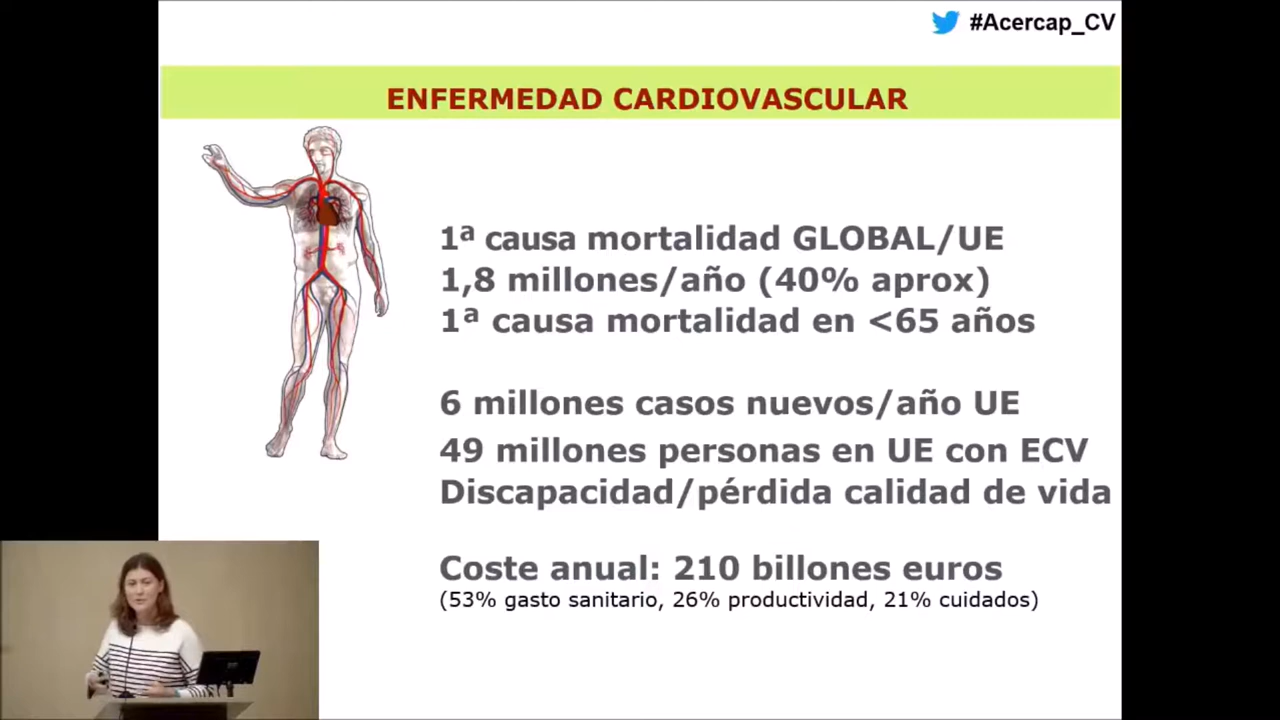 #Acercap_CV
ENFERMEDAD CARDIOVASCULAR
1ª causa mortalidad GLOBAL/UE
1,8 millones/año (40% aprox)
1ª causa mortalidad en <65 años
6 millones casos nuevos/año UE
49 millones personas en UE con ECV
Discapacidad/pérdida calidad de vida
Coste anual: 210 billones euros
(53% gasto sanitario, 26% productividad, 21% cuidados)